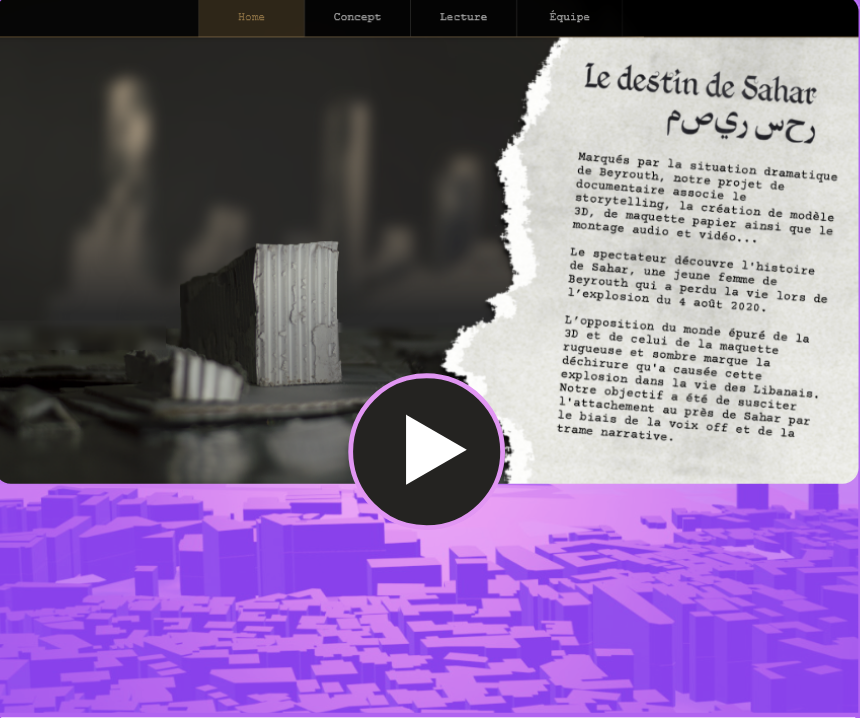 Home Concept Lecture Équipe
Le destin de Sahar
رحس ريصم
Marqués par la situation dramatique
de Beyrouth, notre projet de
documentaire associe le
storytelling, la création de modèle
3D, de maquette papier ainsi que le
montage audio et vidéo...
Le spectateur découvre l'histoire
de Sahar, une jeune femme de
Beyrouth qui a perdu la vie lors de
l’explosion du 4 août 2020.
L’opposition du monde épuré de la
3D et de celui de la maquette
rugueuse et sombre marque la
déchirure qu'a causée cette
explosion dans la vie des Libanais.
Notre objectif a été de susciter
l'attachement au près de Sahar par
le biais de la voix off et de la
trame narrative.